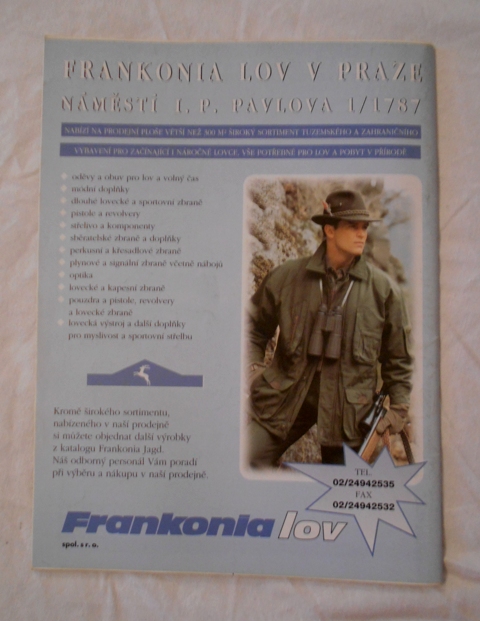 FRANKONIA LOV V PRAZE
NÁMĚSTÍ I. P. PAVLOVA 1/1787
NABÍZÍ NA PRODEJNÍ PLOŠE VĚTŠÍ NEŽ 300 M² ŠIROKÝ SORTIMENT TUZEMSKÉHO & ZAHRANIČNÍHO
VYBAVENÍ PRO ZAČÍNAJÍCÍ I NÁROČNÉ LOVCE, VŠE POTŘEBNÉ PRO LOV A POBYT V PŘÍRODĚ
oděvy a obuv pro lov a volný čas
módní doplňky
dlouhé lovecké a sportovní zbraně
pistole a revolvery
střelivo a komponenty
sběratelské zbraně a doplňky
perkusní a křesadlové zbraně
plynové a signální zbraně včetně nábojů
optika
lovecké a kapesní zbraně
pouzdra a pistole, revolvery
a lovecké zbraně
lovecká výstroj a další doplňky
pro myslivost a sportovní střelbu
Kromě širokého sortimentu,
nabízeného v naší prodejně
si můžete objednat další výrobky
z katalogu Frankonia Jagd.
Náš odborný personál Vám poradí
při výběru a nákupu v naší prodejně.
TEL.
02/24942535
FAX
02/24942532
Frankonia lov
spol. s r. o.